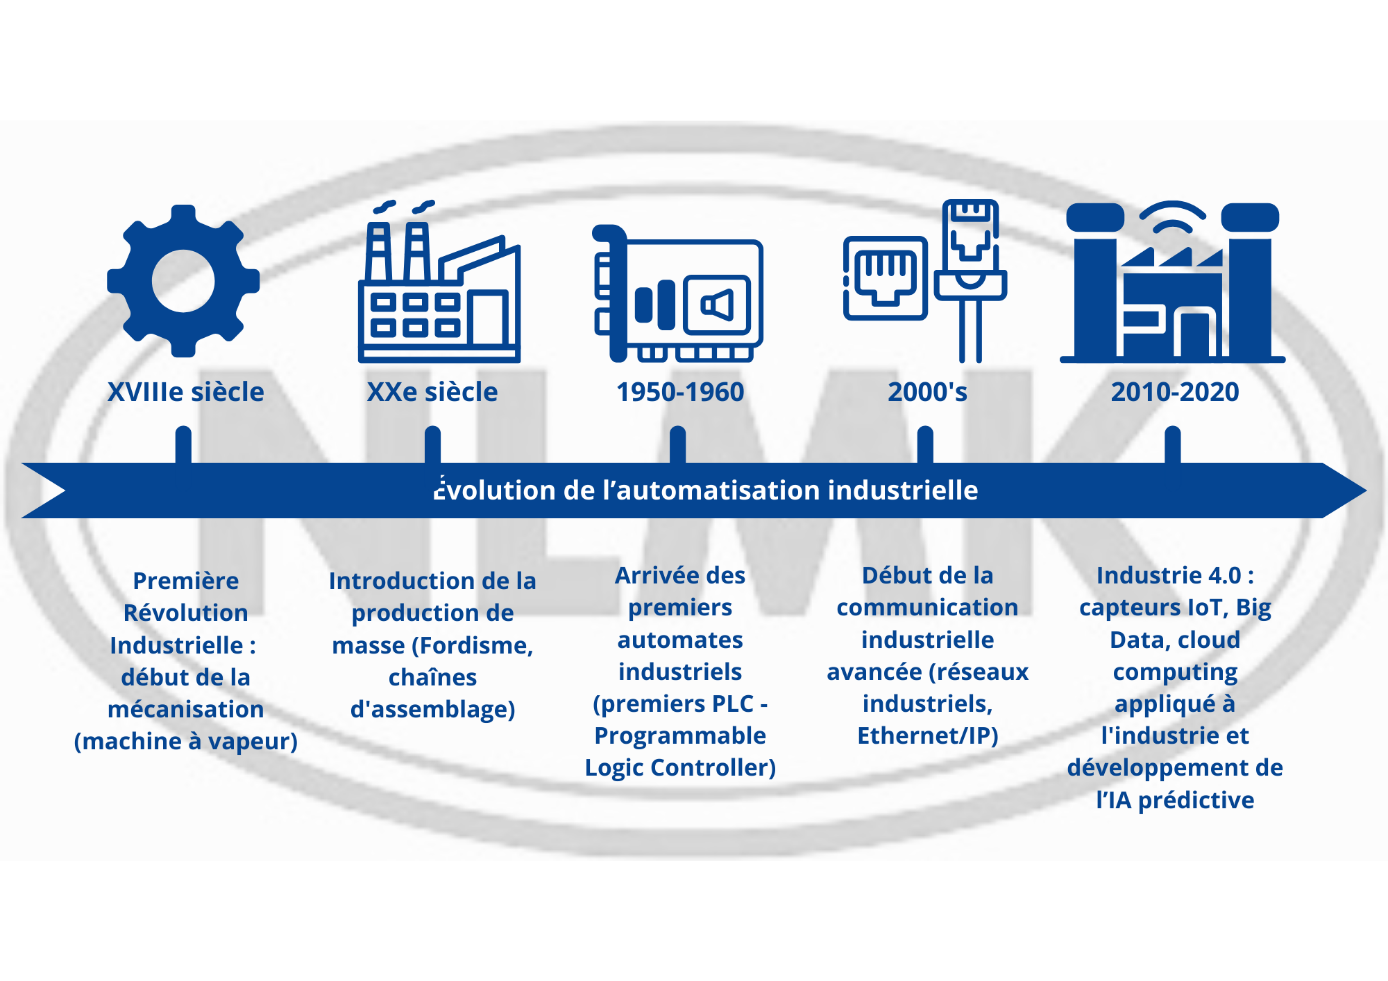 XVIIIe siècle
XXe siècle
1950-1960
2000's
2010-2020
Évolution de l’automatisation industrielle
Première
Révolution
Industrielle :
début de la
mécanisation
(machine à vapeur)
Introduction de la
production de
masse (Fordisme,
chaînes
d'assemblage)
Arrivée des
premiers
automates
industriels
(premiers PLC -
Programmable
Logic Controller)
Début de la
communication
industrielle
avancée (réseaux
industriels,
Ethernet/IP)
Industrie 4.0 :
capteurs IoT, Big
Data, cloud
computing
appliqué à
l'industrie et
développement de
l’IA prédictive
NLMK